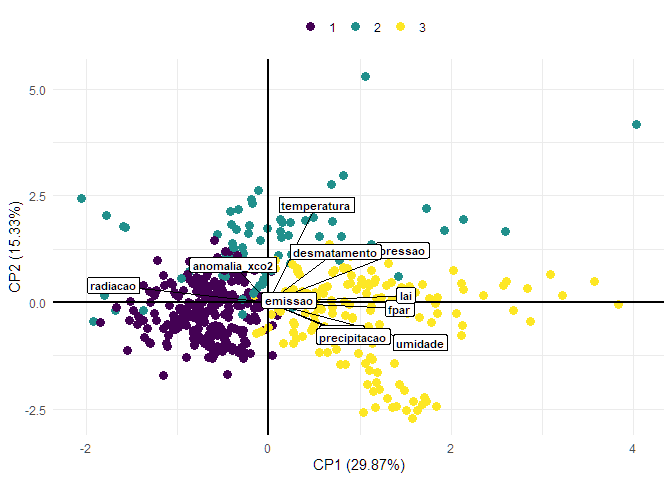 1 2 3
5.0
2.5
0.0
-2.5
CP2 (15.33%)
temperatura
desmatamento
pressao
anomalia_xco2
radiacao
emissao
lai
fpar
precipitacao
umidade
-2 0 2 4
CP1 (29.87%)